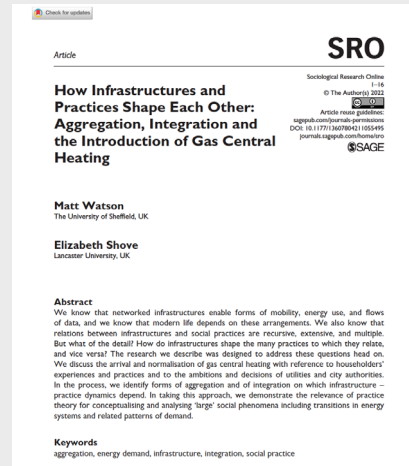 Check for updates
Article
SRO
Sociological Research Online
1–16
© The Author(s) 2022
Article reuse guidelines:
sagepub.com/journals-permissions
DOI: 10.1177/13607804211055495
journals.sagepub.com/home/sro
SAGE
How Infrastructures and
Practices Shape Each Other:
Aggregation, Integration and
the Introduction of Gas Central
Heating
Matt Watson
The University of Sheffield, UK
Elizabeth Shove
Lancaster University, UK
Abstract
We know that networked infrastructures enable forms of mobility, energy use, and flows
of data, and we know that modern life depends on these arrangements. We also know that
relations between infrastructures and social practices are recursive, extensive, and multiple.
But what of the detail? How do infrastructures shape the many practices to which they relate,
and vice versa? The research we describe was designed to address these questions head on.
We discuss the arrival and normalisation of gas central heating with reference to householders'
experiences and practices and to the ambitions and decisions of utilities and city authorities.
In the process, we identify forms of aggregation and of integration on which infrastructure –
practice dynamics depend. In taking this approach, we demonstrate the relevance of practice
theory for conceptualising and analysing 'large' social phenomena including transitions in energy
systems and related patterns of demand.
Keywords
aggregation, energy demand, infrastructure, integration, social practice